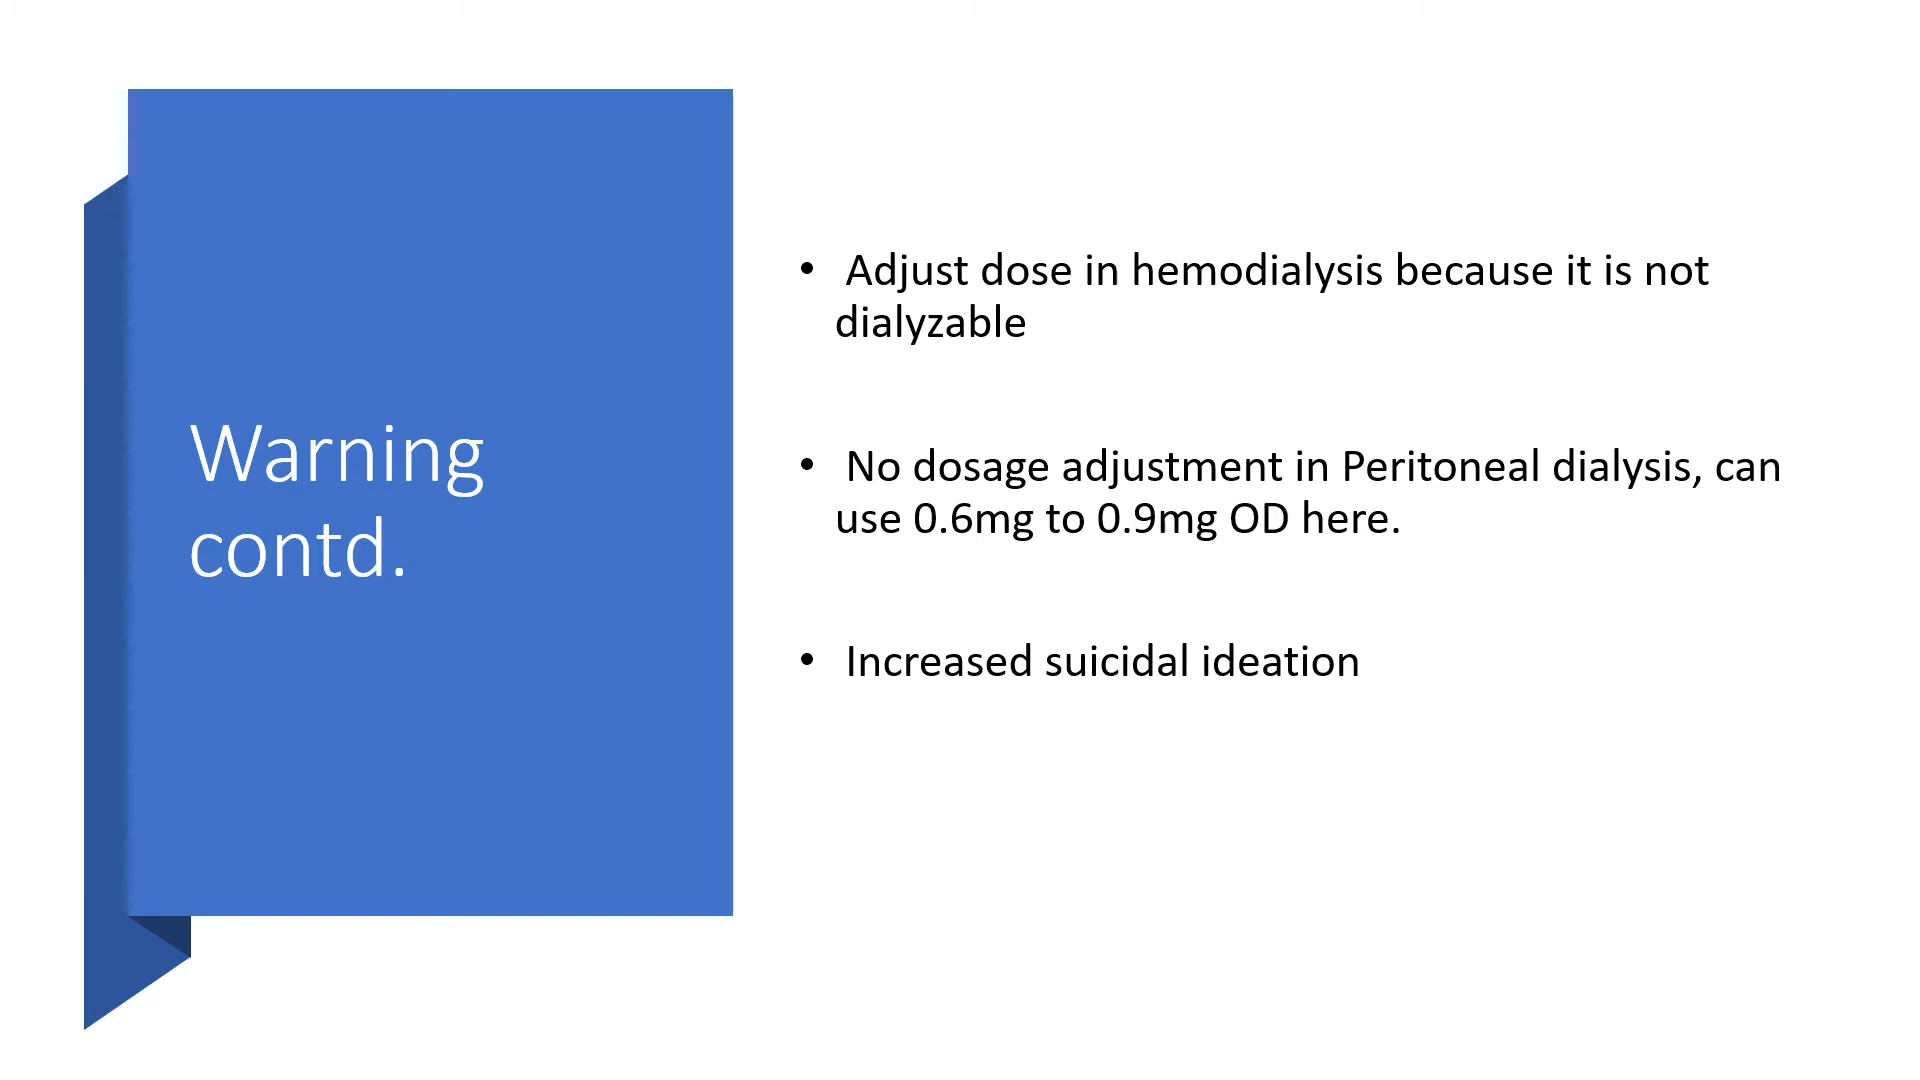 Warning
contd.
• Adjust dose in hemodialysis because it is not
dialyzable
• No dosage adjustment in Peritoneal dialysis, can
use 0.6mg to 0.9mg OD here.
• Increased suicidal ideation